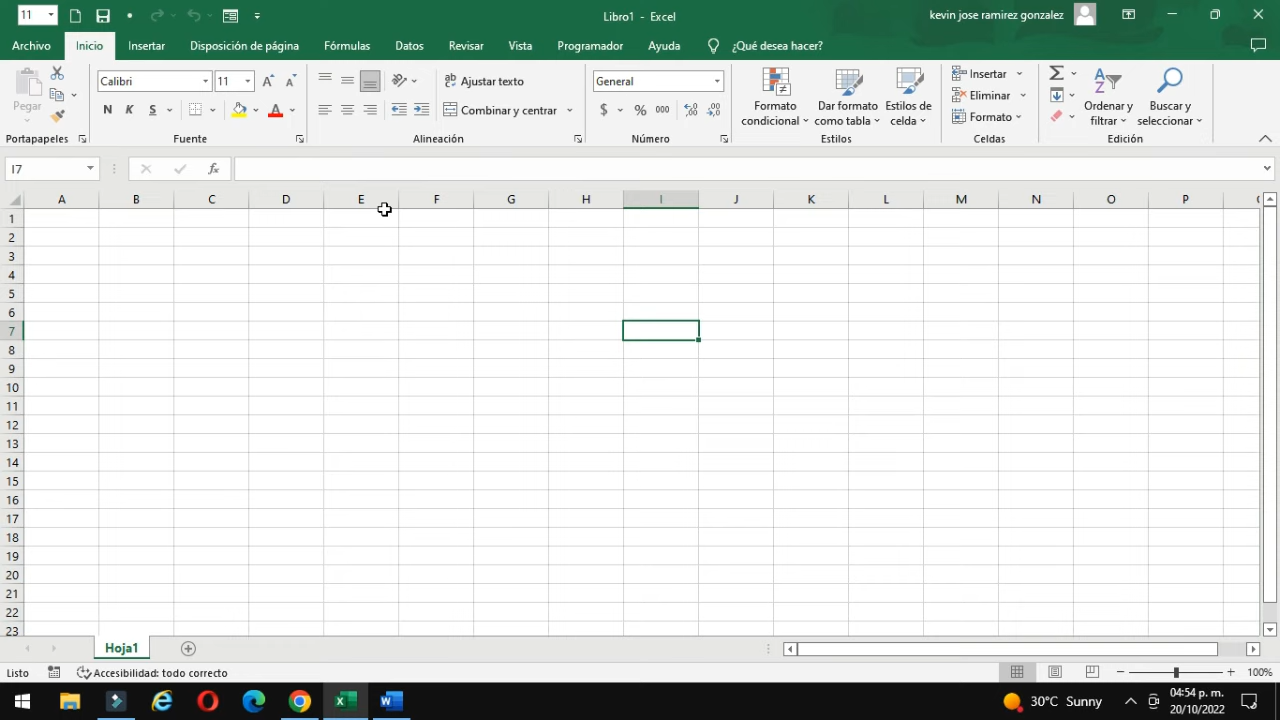 11
Libro1 - Excel
kevin jose ramirez gonzalez
Archivo Inicio Insertar Disposición de página Fórmulas Datos Revisar Vista Programador Ayuda ¿Qué desea hacer?
Pegar
Portapapeles
Calibri 11
N K S A
Fuente
ab Ajustar texto
Combinar y centrar
Alineación
General
$ % 000
Número
Formato condicional
Dar formato como tabla
Estilos de celda
Estilos
Insertar
Eliminar
Formato
Celdas
Σ
Ordenar y filtrar
Buscar y seleccionar
Edición
I7 fx
A B C D E F G H I J K L M N O P
1
2
3
4
5
6
7
8
9
10
11
12
13
14
15
16
17
18
19
20
21
22
23
Hoja1
Listo Accesibilidad: todo correcto 100%
30°C Sunny
04:54 p. m.
20/10/2022